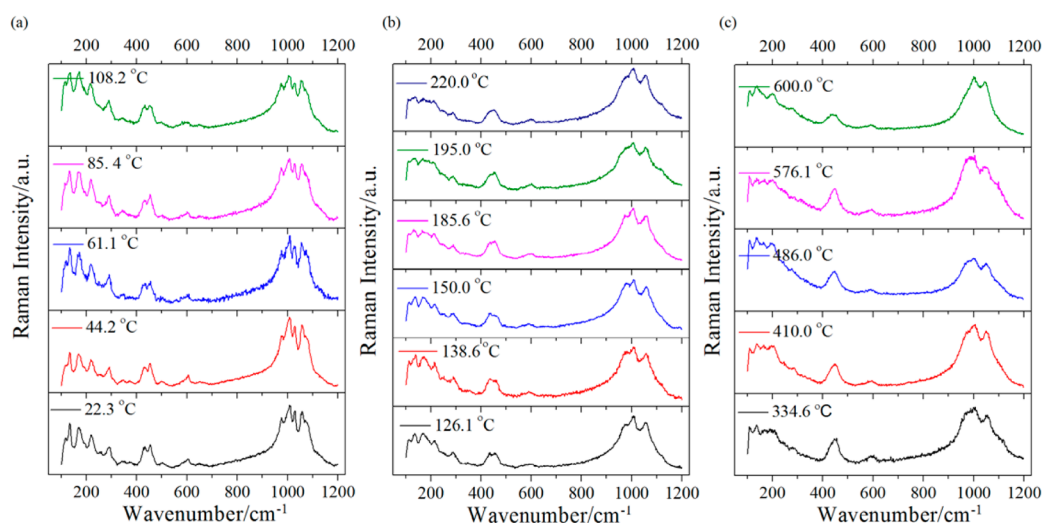 (a)
200 400 600 800 1000 1200
108.2 °C
85. 4 °C
61.1 °C
44.2 °C
22.3 °C
200 400 600 800 1000 1200
Wavenumber/cm⁻¹
Raman Intensity/a.u.
(b)
200 400 600 800 1000 1200
220.0 °C
195.0 °C
185.6 °C
150.0 °C
138.6 °C
126.1 °C
200 400 600 800 1000 1200
Wavenumber/cm⁻¹
Raman Intensity/a.u.
(c)
200 400 600 800 1000 1200
600.0 °C
576.1 °C
486.0 °C
410.0 °C
334.6 °C
200 400 600 800 1000 1200
Wavenumber/cm⁻¹
Raman Intensity/a.u.